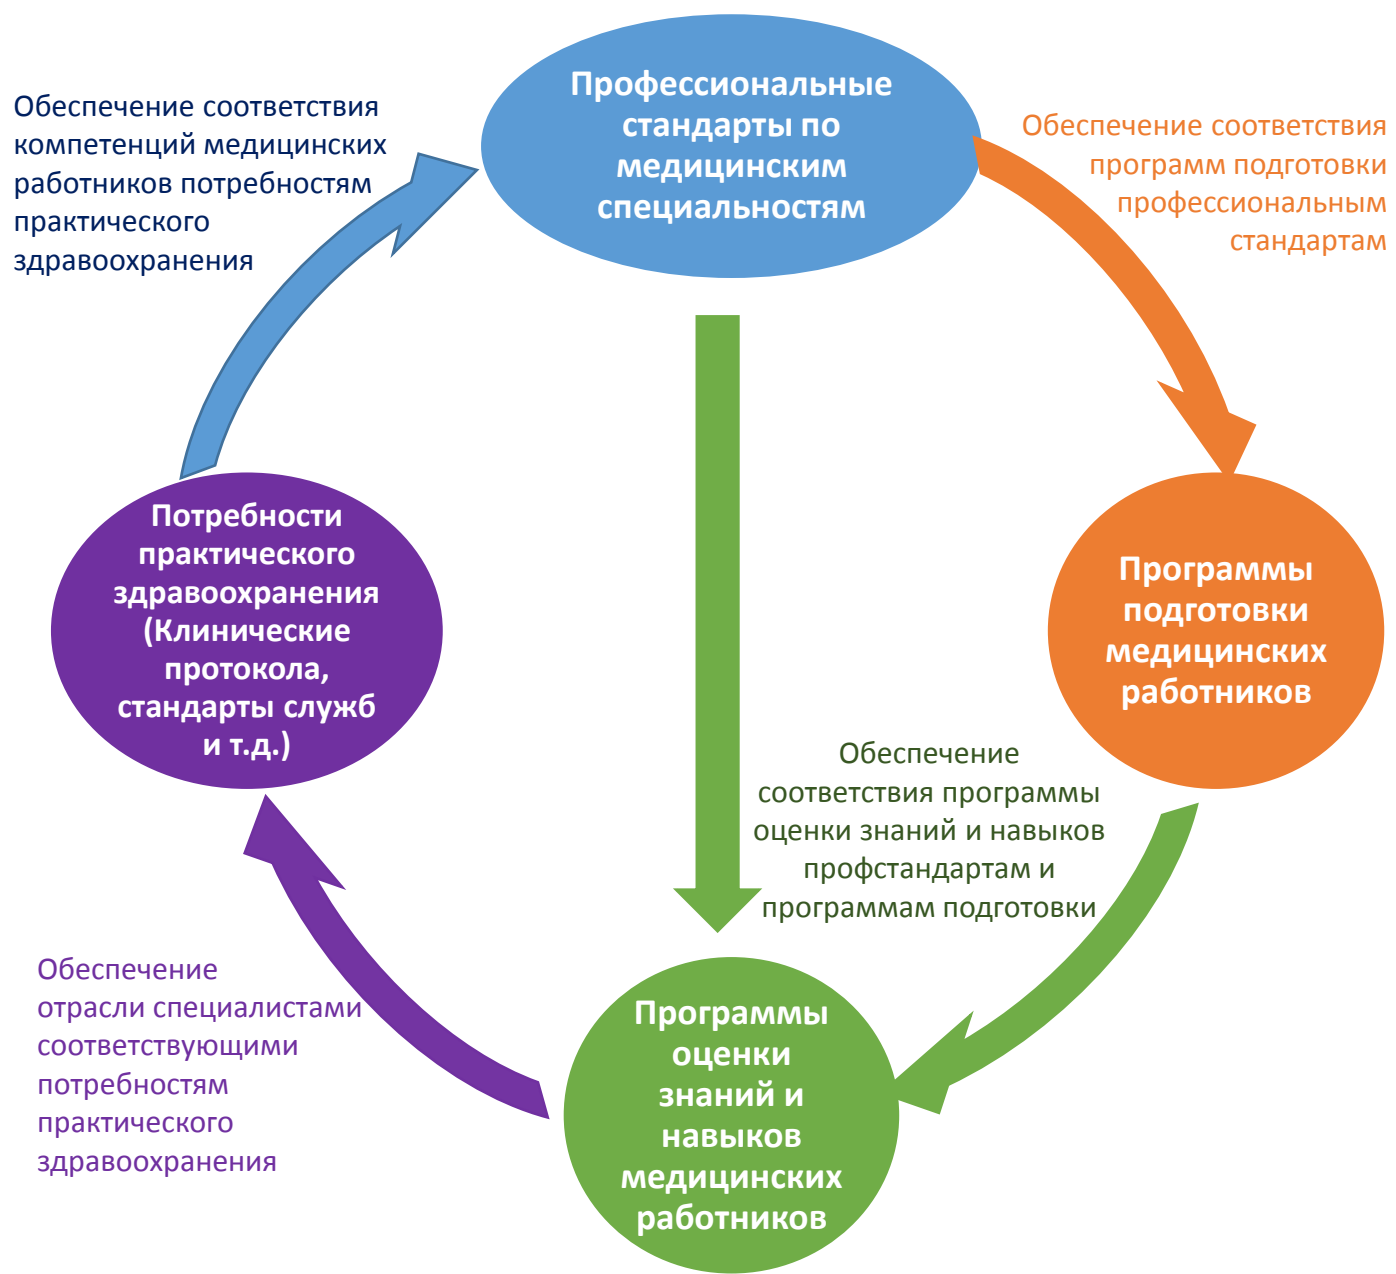 Профессиональные
стандарты по
медицинским
специальностям
Обеспечение соответствия
компетенций медицинских
работников потребностям
практического
здравоохранения
Обеспечение соответствия
программ подготовки
профессиональным
стандартам
Потребности
практического
здравоохранения
(Клинические
протокола,
стандарты служб
и т.д.)
Программы
подготовки
медицинских
работников
Обеспечение
соответствия программы
оценки знаний и навыков
профстандартам и
программам подготовки
Обеспечение
отрасли специалистами
соответствующими
потребностям
практического
здравоохранения
Программы
оценки
знаний и
навыков
медицинских
работников